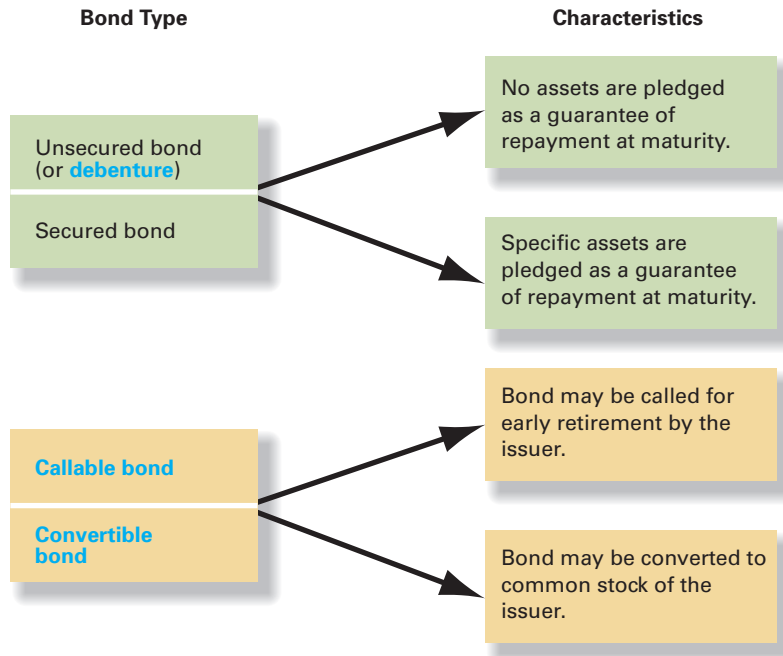 Bond Type
Characteristics
Unsecured bond
(or debenture)
Secured bond
No assets are pledged
as a guarantee of
repayment at maturity.
Specific assets are
pledged as a guarantee
of repayment at maturity.
Callable bond
Convertible
bond
Bond may be called for
early retirement by the
issuer.
Bond may be converted to
common stock of the
issuer.